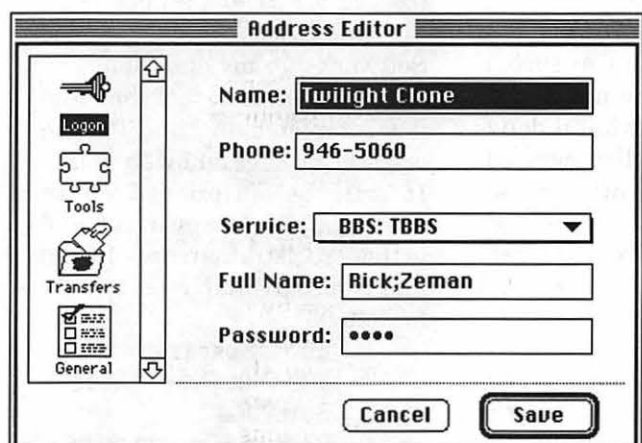 Address Editor
Logon
Tools
Transfers
General
Name: Twilight Clone
Phone: 946-5060
Service: BBS: TBBS
Full Name: Rick;Zeman
Password: ••••
Cancel Save